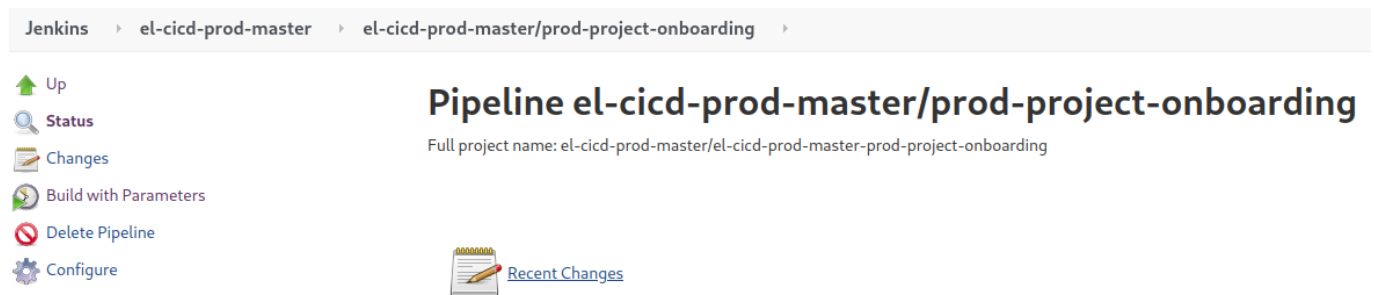 Jenkins el-cicd-prod-master el-cicd-prod-master/prod-project-onboarding
Up
Status
Changes
Build with Parameters
Delete Pipeline
Configure
Pipeline el-cicd-prod-master/prod-project-onboarding
Full project name: el-cicd-prod-master/el-cicd-prod-master-prod-project-onboarding
Recent Changes